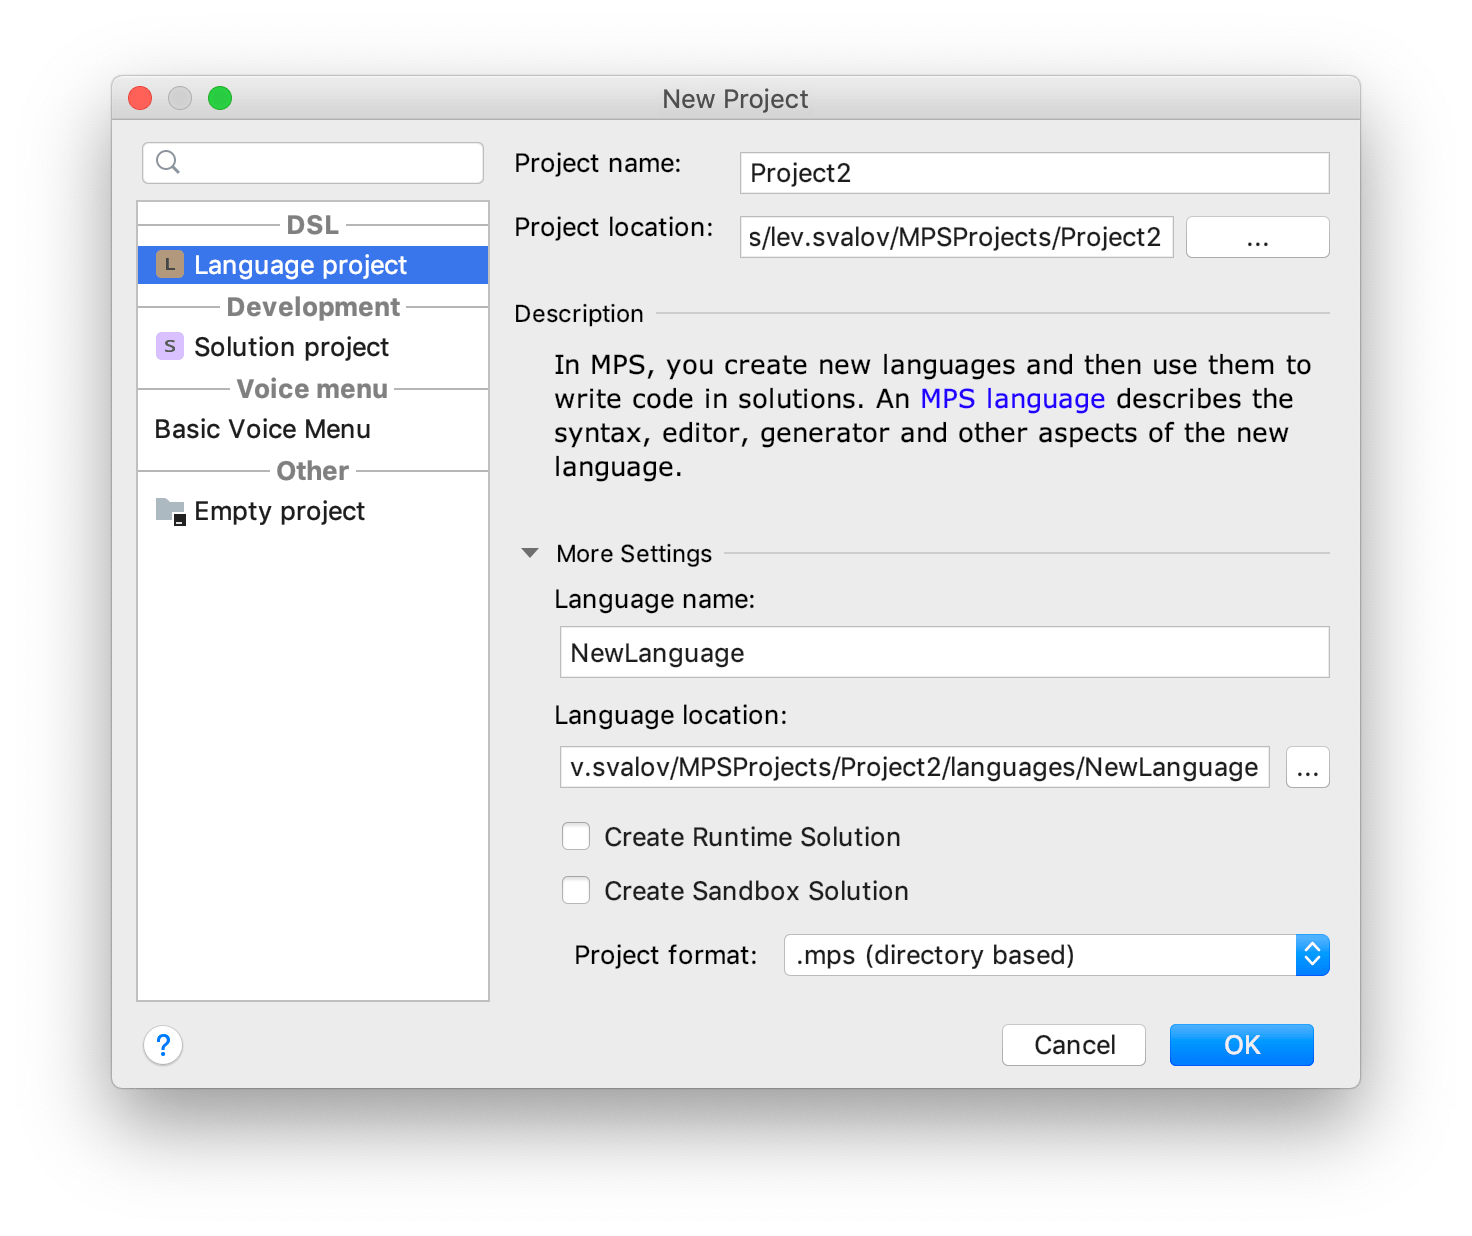 New Project
DSL
L Language project
Development
S Solution project
Voice menu
Basic Voice Menu
Other
Empty project
Project name:
Project2
Project location:
s/lev.svalov/MPSProjects/Project2
...
Description
In MPS, you create new languages and then use them to
write code in solutions. An MPS language describes the
syntax, editor, generator and other aspects of the new
language.
More Settings
Language name:
NewLanguage
Language location:
v.svalov/MPSProjects/Project2/languages/NewLanguage
...
Create Runtime Solution
Create Sandbox Solution
Project format:
.mps (directory based)
?
Cancel
OK